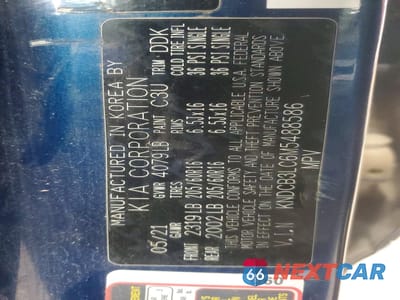 MANUFACTURED IN KOREA BY
KIA CORPORATION
05/21 GVWR 4079LB PAINT C3U TRIM DDK
GAWR TIRES RIMS COLD TIRE INFL
FRONT 2319LB 205/60R16 6.5Jx16 36 PSI SINGLE
REAR 2002LB 205/60R16 6.5Jx16 36 PSI SINGLE
THIS VEHICLE CONFORMS TO ALL APPLICABLE U.S.A. FEDERAL
MOTOR VEHICLE SAFETY AND THEFT PREVENTION STANDARDS
IN EFFECT ON THE DATE OF MANUFACTURE SHOWN ABOVE.
V.I.N KNDCB3LC6M5488586
MPV
66 NEXTCAR